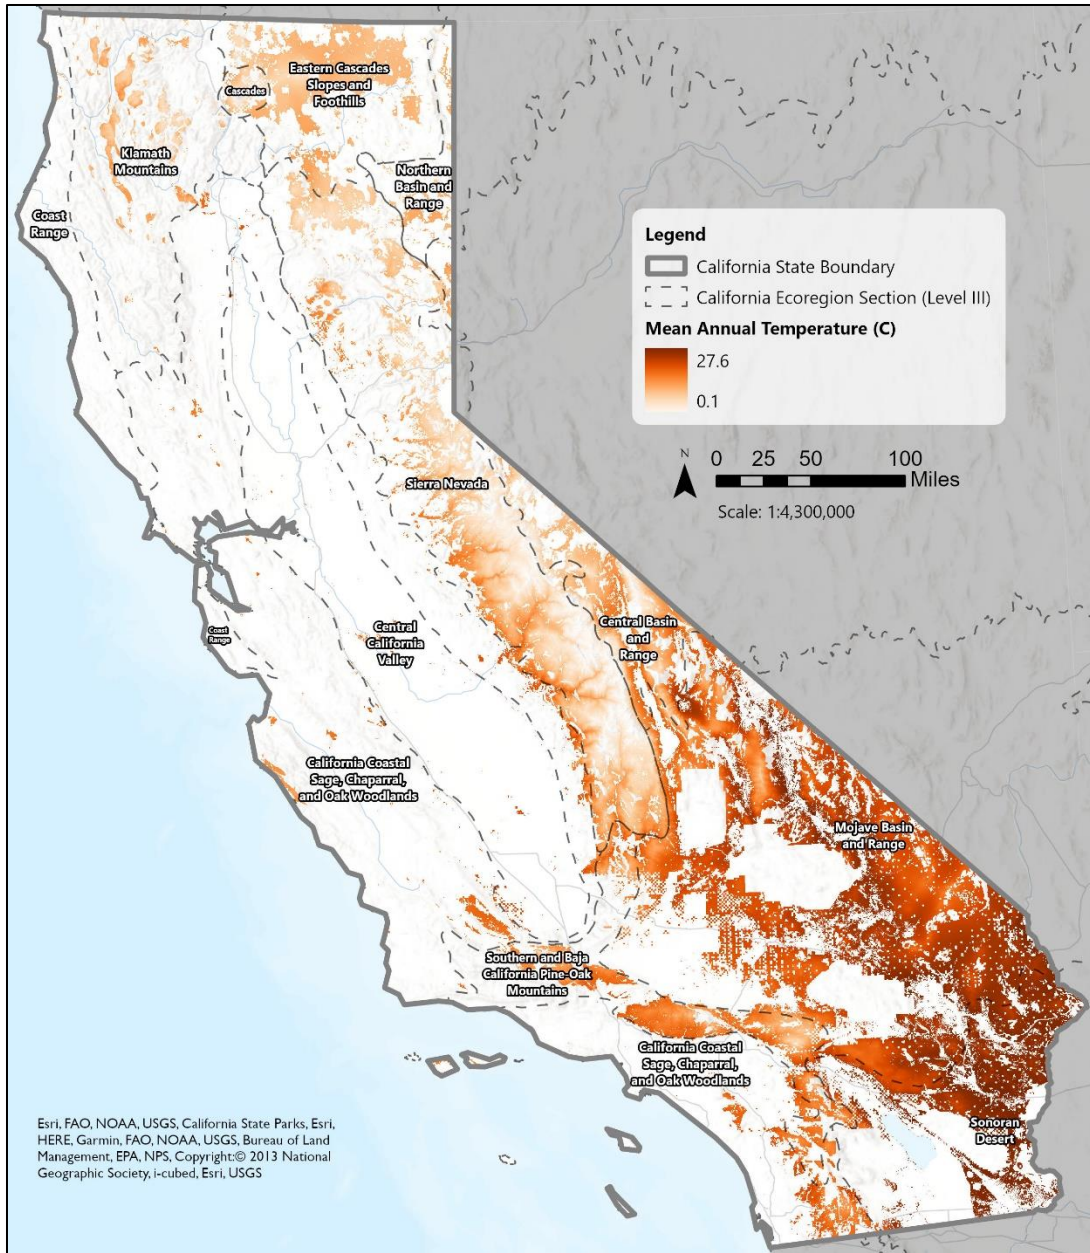 Eastern Cascades
Slopes and
Foothills
Cascades
Klamath
Mountains
Northern
Basin and
Range
Coast
Range
Legend
California State Boundary
California Ecoregion Section (Level III)
Mean Annual Temperature (C)
27.6
0.1
N
0 25 50 100
Miles
Scale: 1:4,300,000
Sierra Nevada
Central Basin
and
Range
Coast
Range
Central
California
Valley
California Coastal
Sage, Chaparral,
and Oak Woodlands
Mojave Basin
and Range
Southern and Baja
California Pine-Oak
Mountains
California Coastal
Sage, Chaparral,
and Oak Woodlands
Sonoran
Desert
Esri, FAO, NOAA, USGS, California State Parks, Esri,
HERE, Garmin, FAO, NOAA, USGS, Bureau of Land
Management, EPA, NPS, Copyright:© 2013 National
Geographic Society, i-cubed, Esri, USGS